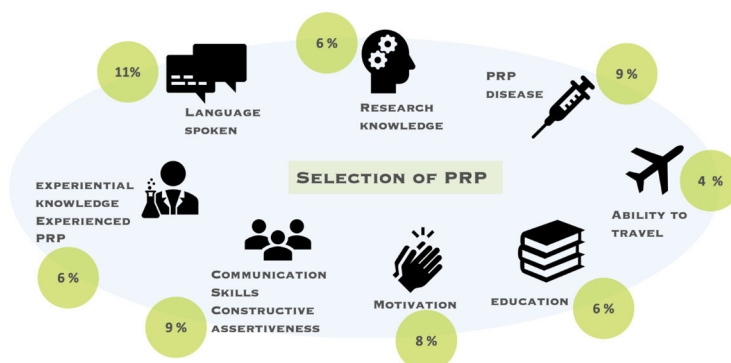 6 %
11%
9 %
PRP
DISEASE
LANGUAGE
SPOKEN
RESEARCH
KNOWLEDGE
SELECTION OF PRP
4 %
EXPERIENTIAL
KNOWLEDGE
EXPERIENCED
PRP
ABILITY TO
TRAVEL
6 %
COMMUNICATION
SKILLS
CONSTRUCTIVE
ASSERTIVENESS
MOTIVATION
EDUCATION
6 %
9 %
8 %